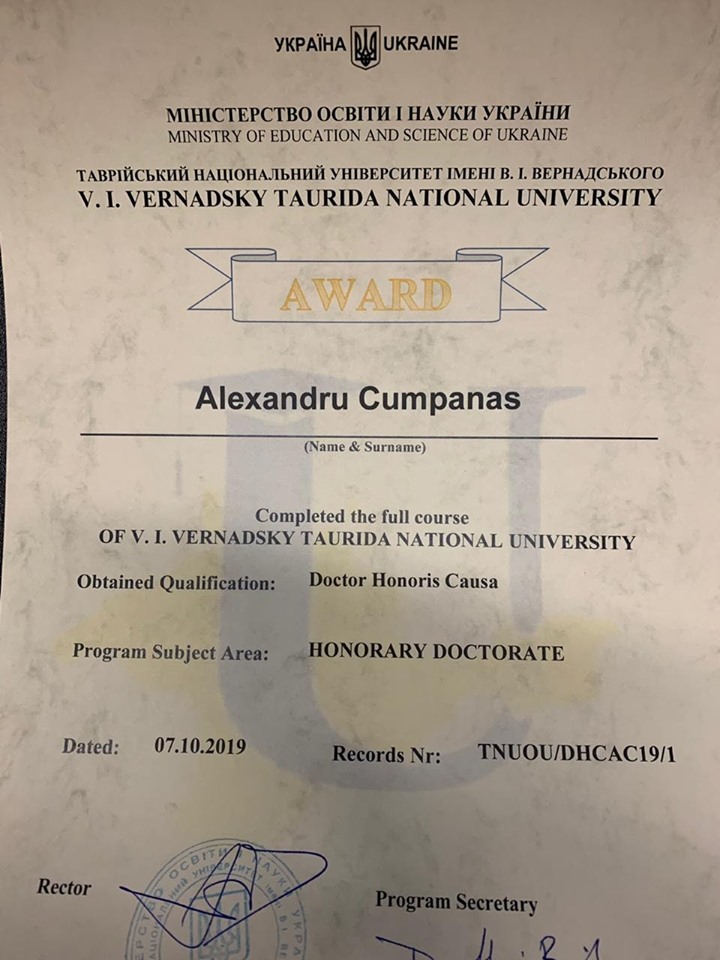 УКРАЇНА UKRAINE
МІНІСТЕРСТВО ОСВІТИ І НАУКИ УКРАЇНИ
MINISTRY OF EDUCATION AND SCIENCE OF UKRAINE
ТАВРІЙСЬКИЙ НАЦІОНАЛЬНИЙ УНІВЕРСИТЕТ ІМЕНІ В. І. ВЕРНАДСЬКОГО
V. I. VERNADSKY TAURIDA NATIONAL UNIVERSITY
AWARD
Alexandru Cumpanas
(Name & Surname)
Completed the full course
OF V. I. VERNADSKY TAURIDA NATIONAL UNIVERSITY
Obtained Qualification: Doctor Honoris Causa
Program Subject Area: HONORARY DOCTORATE
Dated: 07.10.2019 Records Nr: TNUOU/DHCAC19/1
Rector
Program Secretary